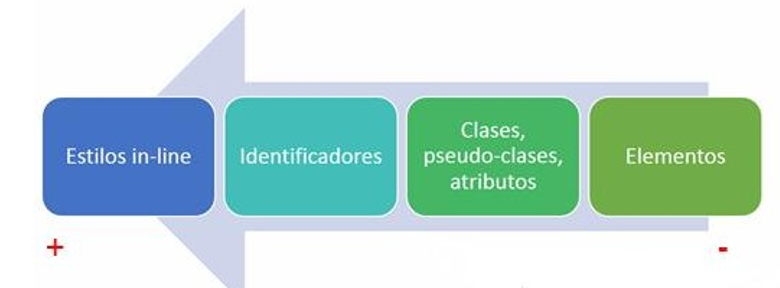 Estilos in-line
Identificadores
Clases,
pseudo-clases,
atributos
Elementos
+
-